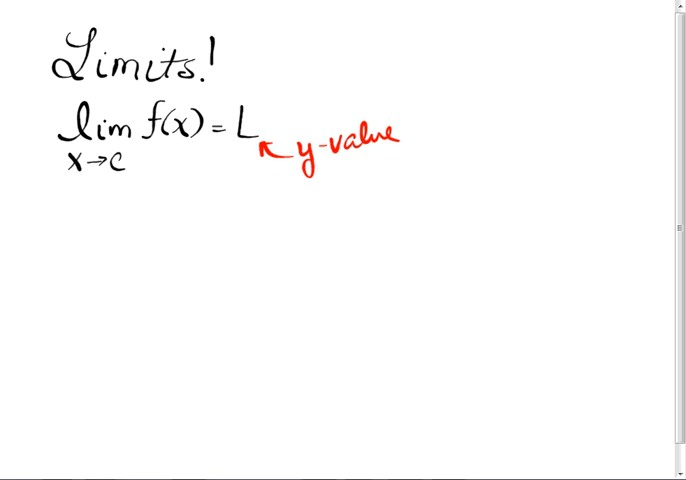 Limits!
lim f(x) = L
x→c
y-value